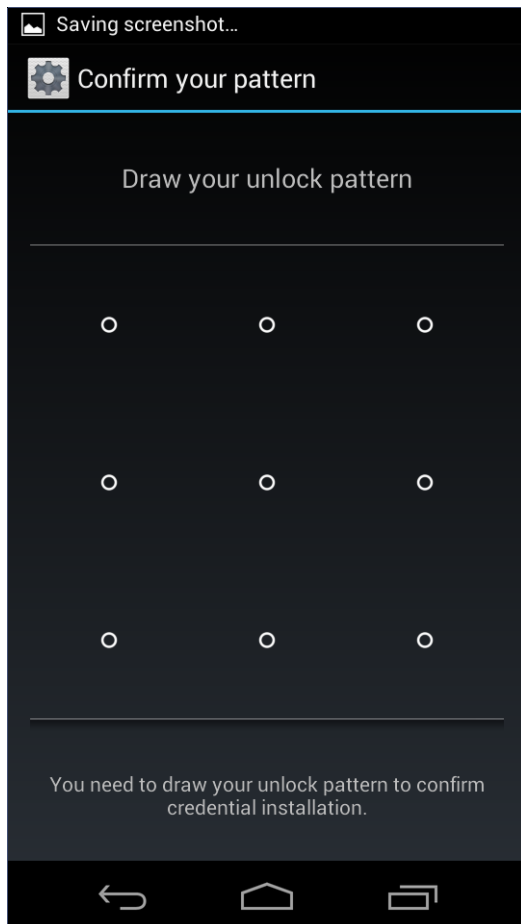 Saving screenshot...
Confirm your pattern
Draw your unlock pattern
You need to draw your unlock pattern to confirm
credential installation.